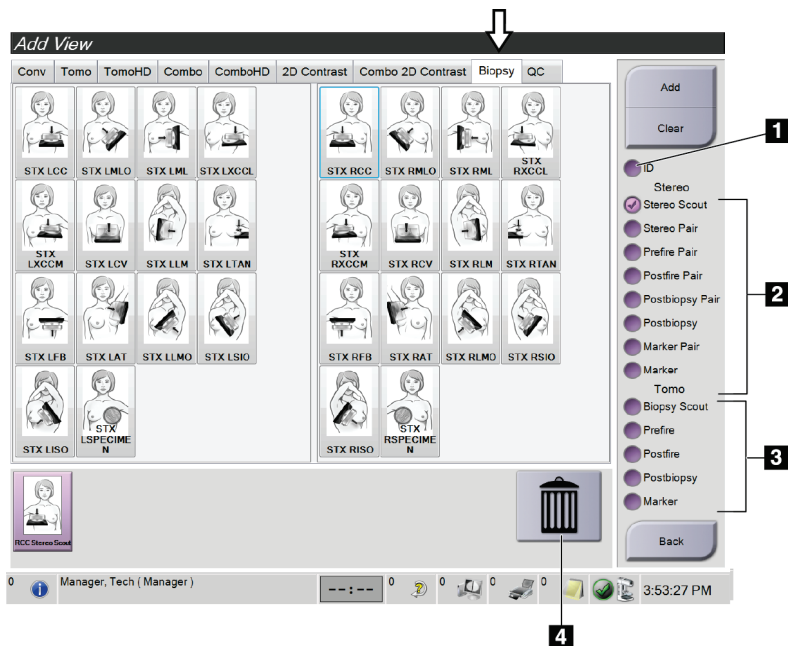 Add View
Conv Tomo TomoHD Combo ComboHD 2D Contrast Combo 2D Contrast Biopsy QC
STX LCC STX LMLO STX LML STX LXCCL
STX RCC STX RMLO STX RML STX
RXCCL
STX
LXCCM STX LCV STX LLM STX LTAN
STX
RXCCM STX RCV STX RLM STX RTAN
STX LFB STX LAT STX LLMO STX LSIO
STX RFB STX RAT STX RLMO STX RSIO
STX LISO STX
LSPECIME
N
STX RISO STX
RSPECIME
N
RCC Stereo Scout
Add
Clear
ID
Stereo
Stereo Scout
Stereo Pair
Prefire Pair
Postfire Pair
Postbiopsy Pair
Postbiopsy
Marker Pair
Marker
Tomo
Biopsy Scout
Prefire
Postfire
Postbiopsy
Marker
Back
1
2
3
0 Manager, Tech ( Manager ) --:-- 0 0 0 0 3:53:27 PM
4